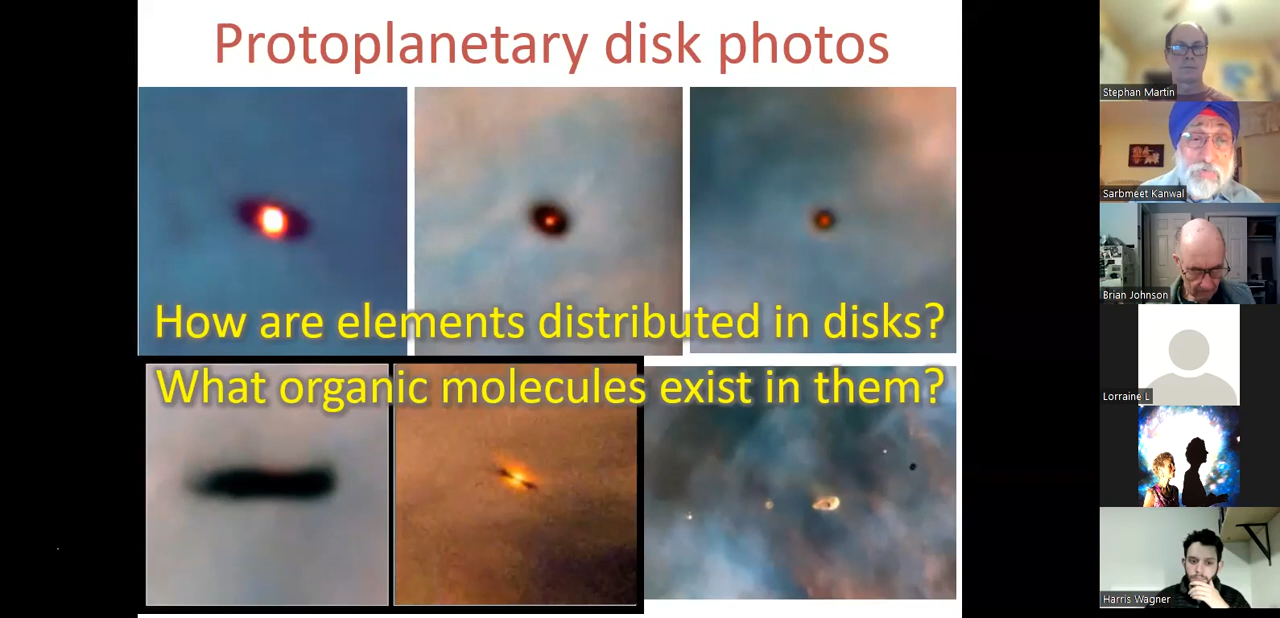 Protoplanetary disk photos
How are elements distributed in disks?
What organic molecules exist in them?
Stephan Martin
Sarbmeet Kanwal
Brian Johnson
Lorraine L
Harris Wagner